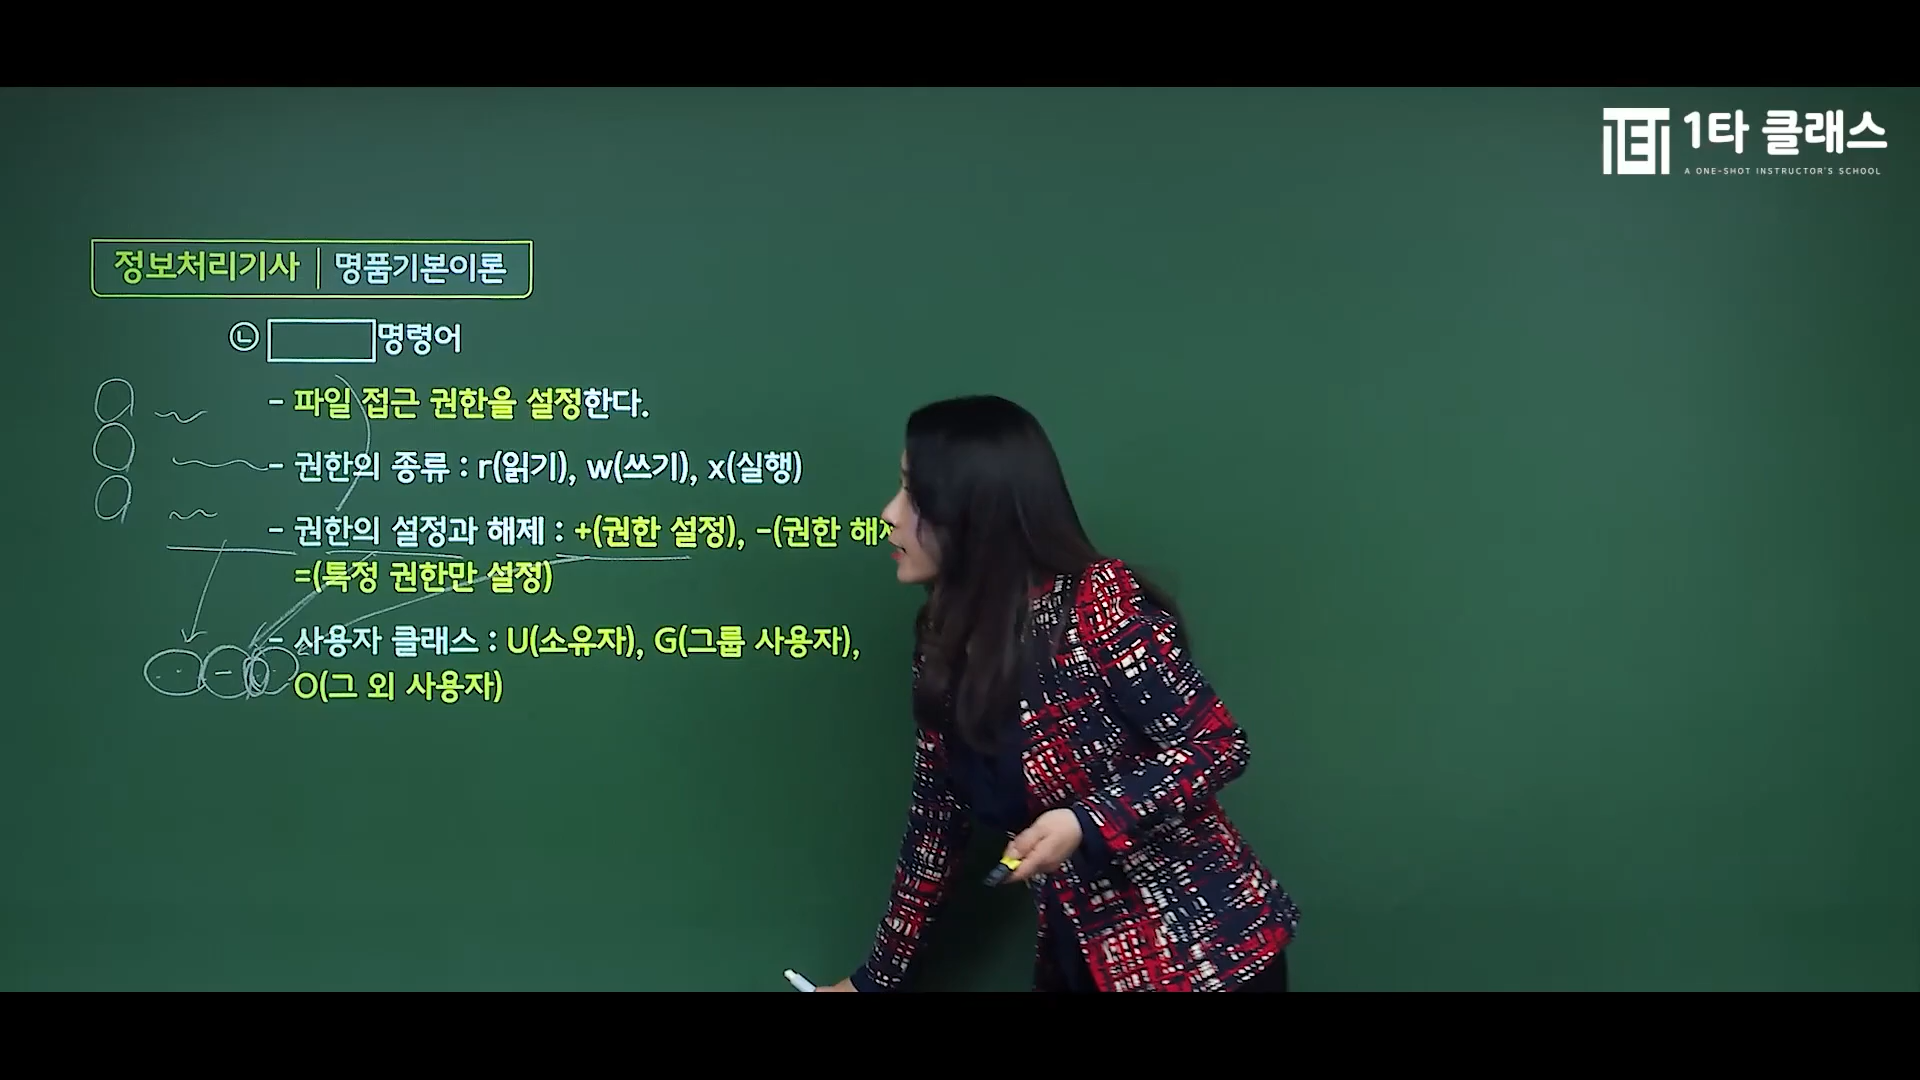 1타 클래스
A ONE-SHOT INSTRUCTOR'S SCHOOL
정보처리기사 | 명품기본이론
㉡ 명령어
- 파일 접근 권한을 설정한다.
- 권한의 종류 : r(읽기), w(쓰기), x(실행)
- 권한의 설정과 해제 : +(권한 설정), -(권한
=(특정 권한만 설정)
- 사용자 클래스 : U(소유자), G(그룹 사용자),
O(그 외 사용자)